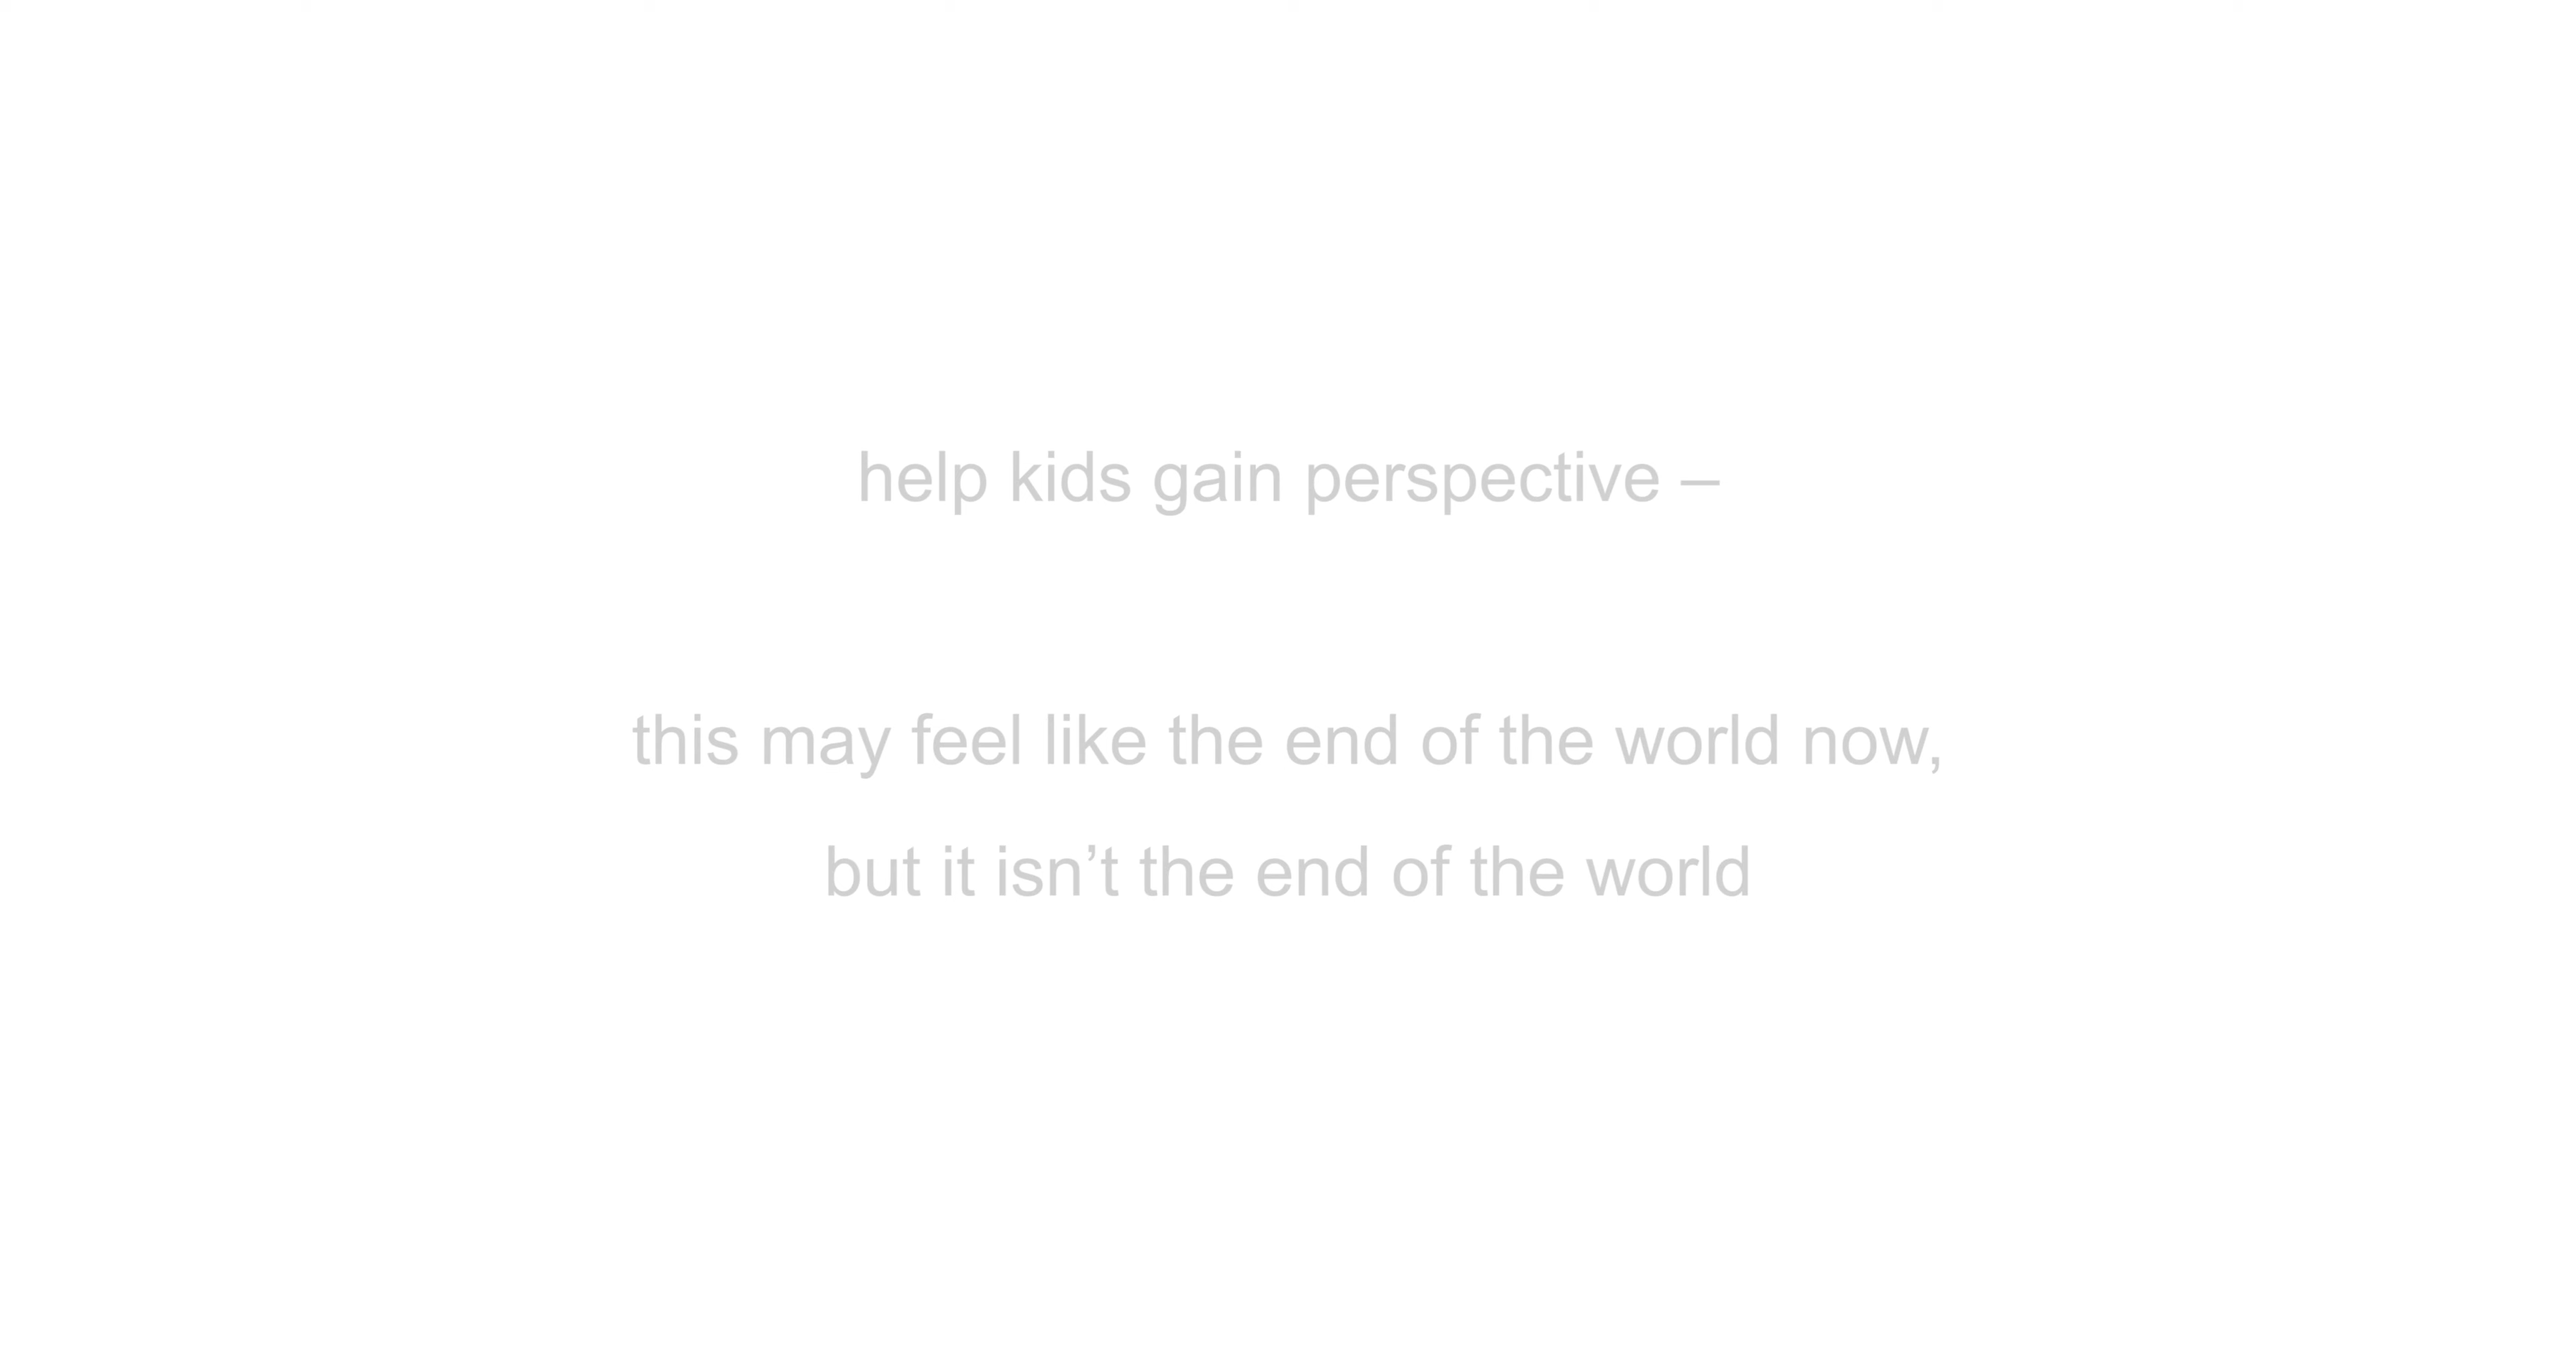 help kids gain perspective –
this may feel like the end of the world now,
but it isn’t the end of the world